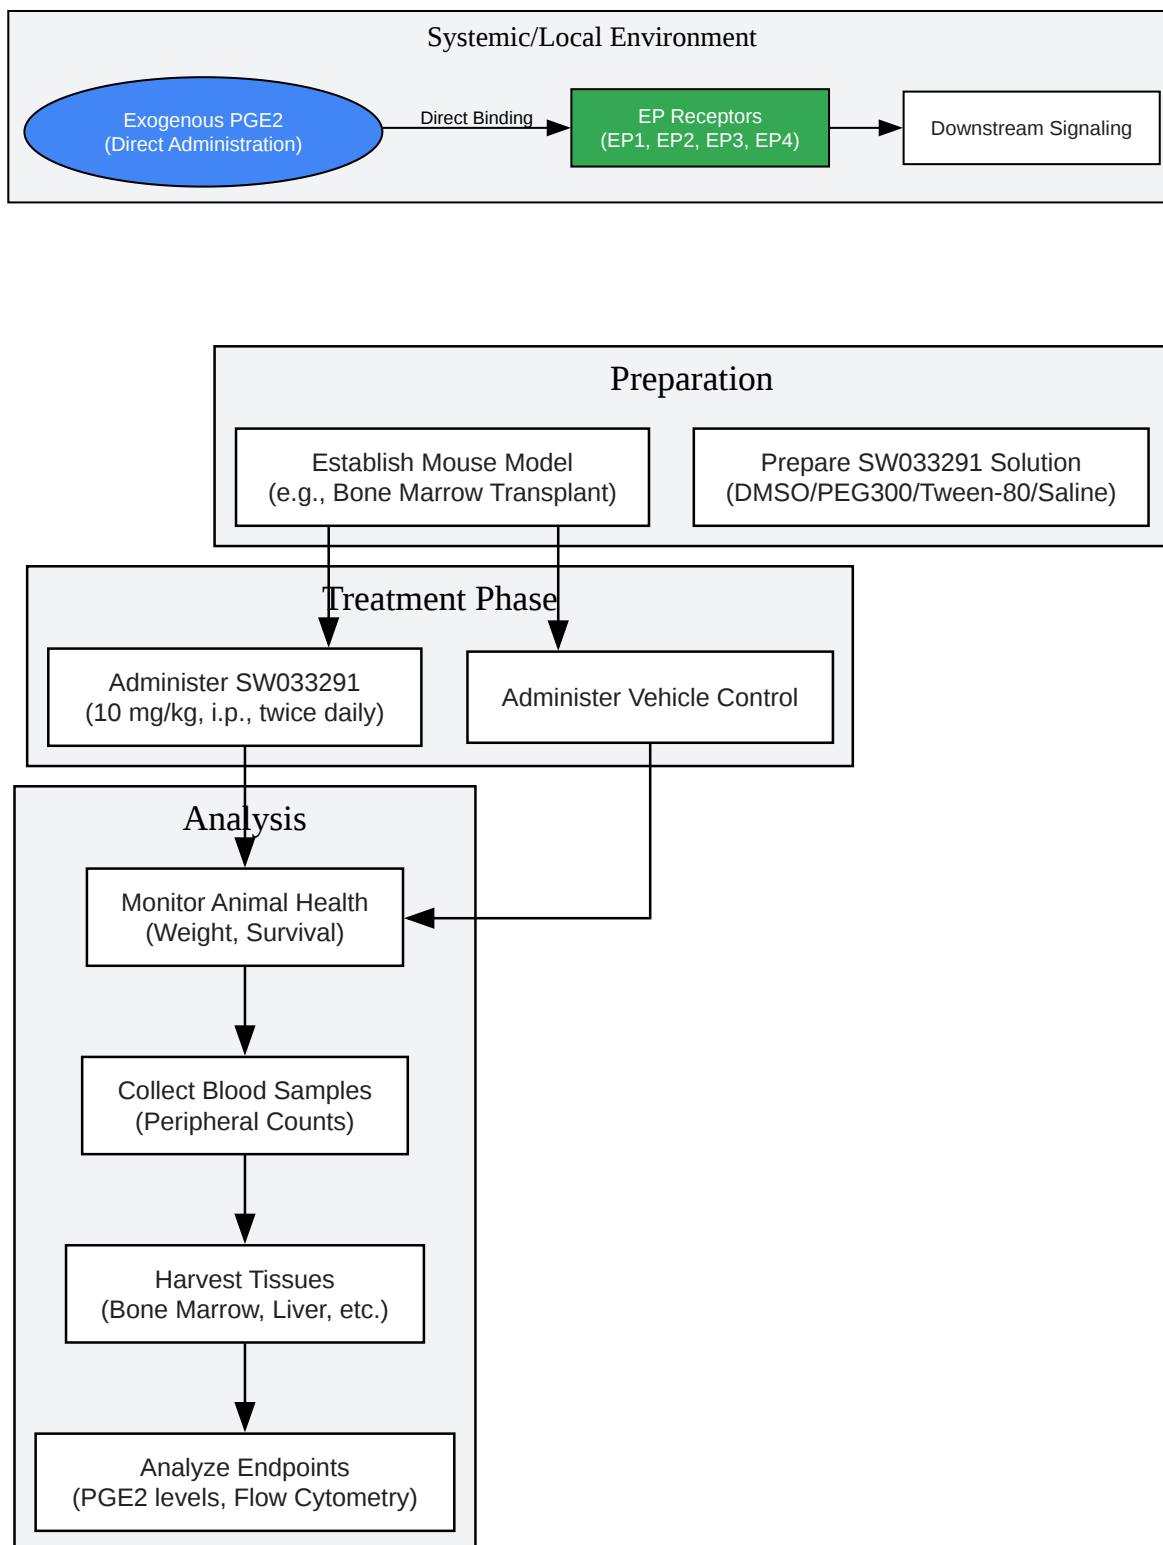 Systemic/Local Environment
Exogenous PGE2
(Direct Administration)
Direct Binding
EP Receptors
(EP1, EP2, EP3, EP4)
Downstream Signaling
Preparation
Establish Mouse Model
(e.g., Bone Marrow Transplant)
Prepare SW033291 Solution
(DMSO/PEG300/Tween-80/Saline)
Treatment Phase
Administer SW033291
(10 mg/kg, i.p., twice daily)
Administer Vehicle Control
Analysis
Monitor Animal Health
(Weight, Survival)
Collect Blood Samples
(Peripheral Counts)
Harvest Tissues
(Bone Marrow, Liver, etc.)
Analyze Endpoints
(PGE2 levels, Flow Cytometry)